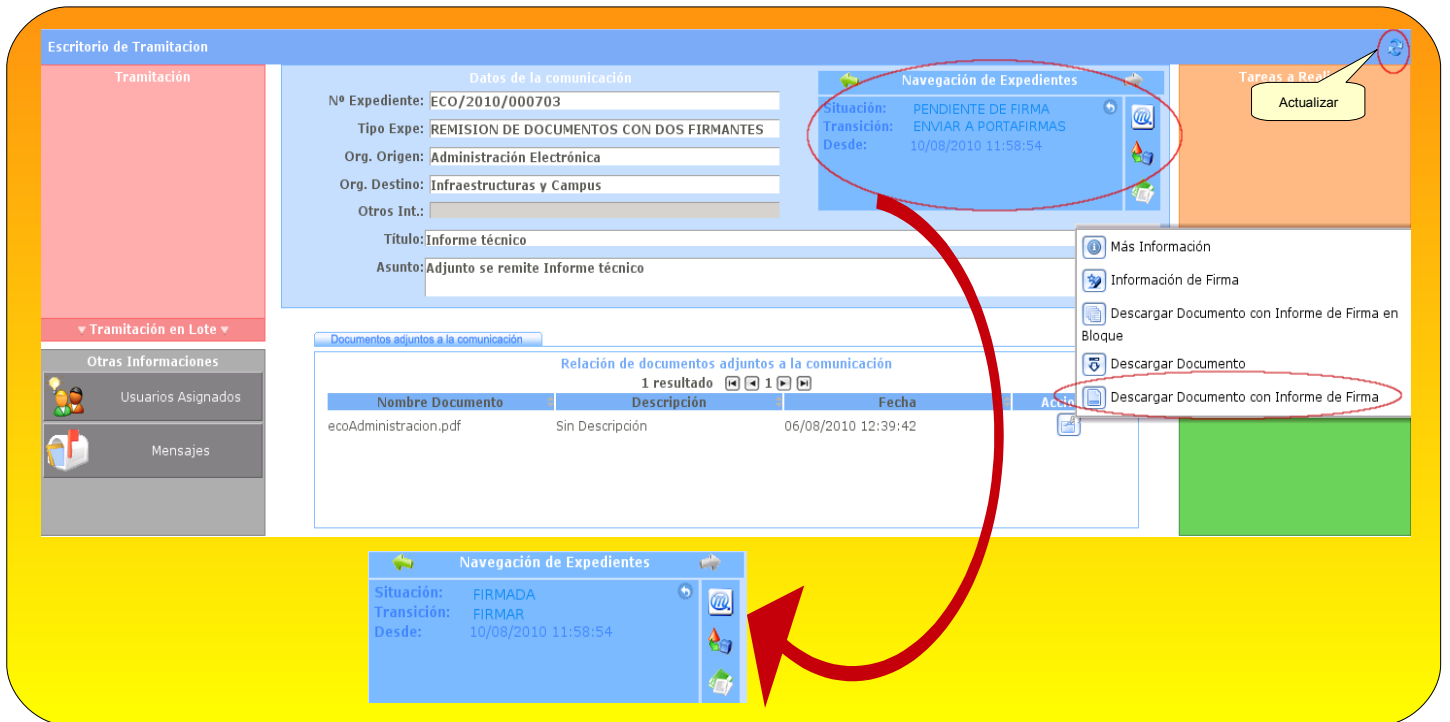 Escritorio de Tramitacion
Tramitación
Datos de la comunicación
Nº Expediente: ECO/2010/000703
Tipo Expe: REMISION DE DOCUMENTOS CON DOS FIRMANTES
Org. Origen: Administración Electrónica
Org. Destino: Infraestructuras y Campus
Otros Int.:
Título: Informe técnico
Asunto: Adjunto se remite Informe técnico
Navegación de Expedientes
Situación: PENDIENTE DE FIRMA
Transición: ENVIAR A PORTAFIRMAS
Desde: 10/08/2010 11:58:54
Tareas a
Actualizar
Más Información
Información de Firma
Descargar Documento con Informe de Firma en
Bloque
Descargar Documento
Descargar Documento con Informe de Firma
Tramitación en Lote
Otras Informaciones
Usuarios Asignados
Mensajes
Documentos adjuntos a la comunicación
Relación de documentos adjuntos a la comunicación
1 resultado 1
Nombre Documento Descripción Fecha
ecoAdministracion.pdf Sin Descripción 06/08/2010 12:39:42
Navegación de Expedientes
Situación: FIRMADA
Transición: FIRMAR
Desde: 10/08/2010 11:58:54